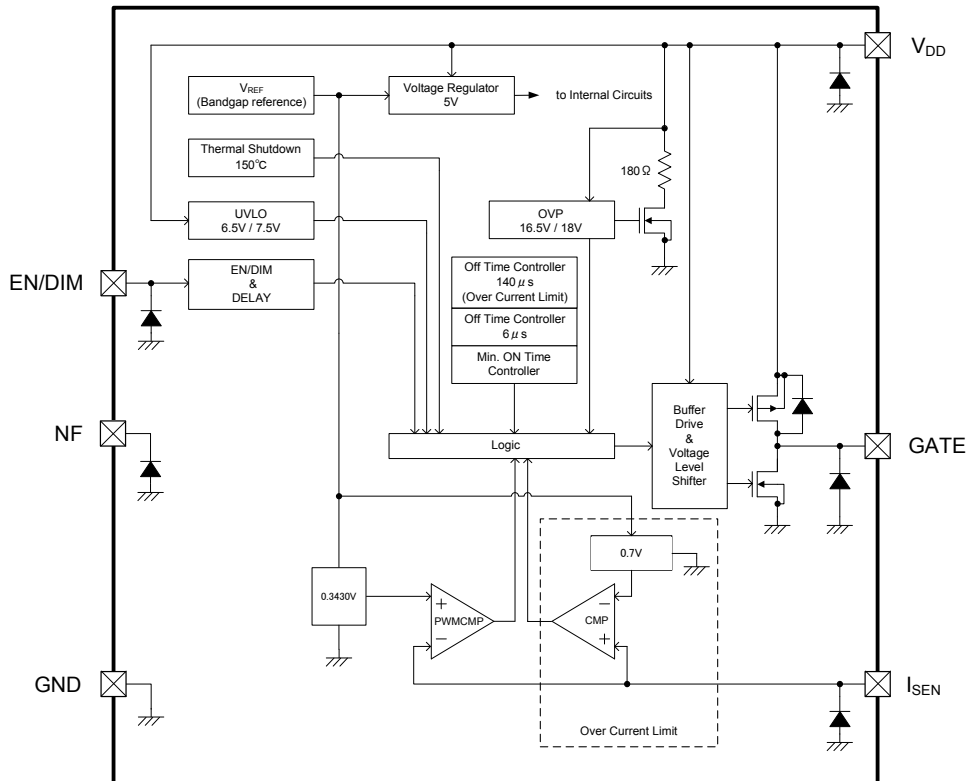 V_DD
V_REF
(Bandgap reference)
Voltage Regulator
5V
to Internal Circuits
Thermal Shutdown
150°C
180Ω
UVLO
6.5V / 7.5V
OVP
16.5V / 18V
EN/DIM
EN/DIM
&
DELAY
Off Time Controller
140μs
(Over Current Limit)
Off Time Controller
6μs
Min. ON Time
Controller
Buffer
Drive
&
Voltage
Level
Shifter
NF
Logic
GATE
0.7V
0.3430V
+
PWMCMP
−
−
CMP
+
GND
I_SEN
Over Current Limit